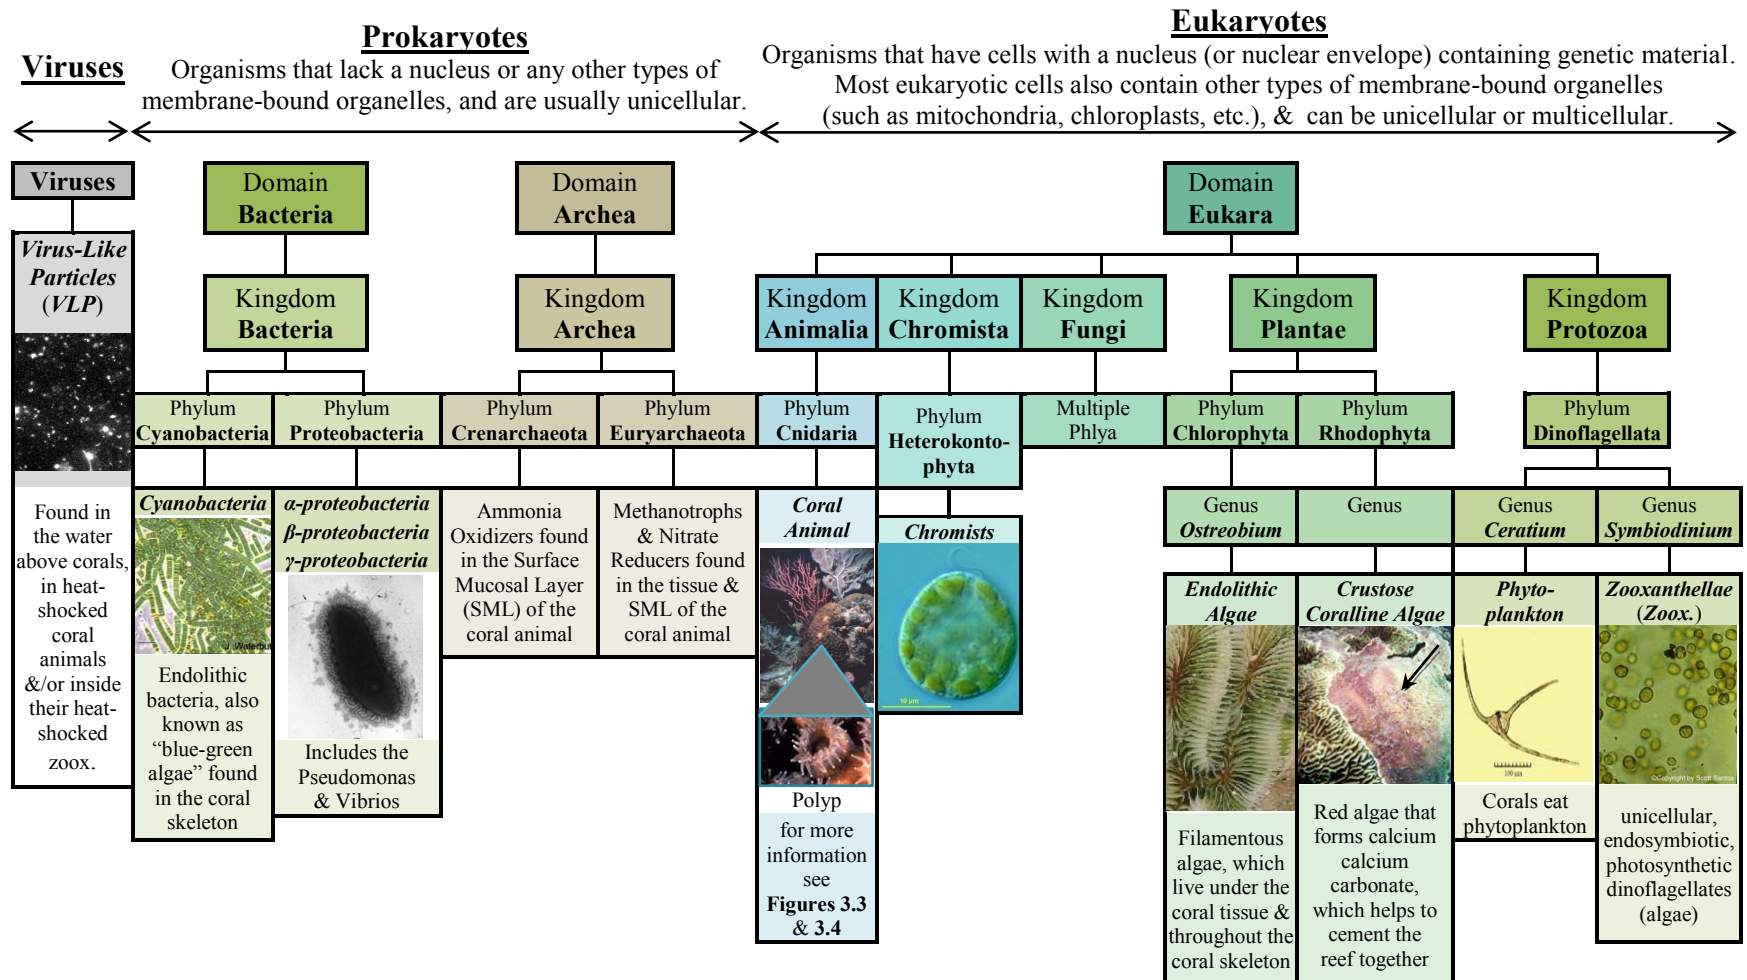 Viruses
Prokaryotes
Organisms that lack a nucleus or any other types of
membrane-bound organelles, and are usually unicellular.
Eukaryotes
Organisms that have cells with a nucleus (or nuclear envelope) containing genetic material.
Most eukaryotic cells also contain other types of membrane-bound organelles
(such as mitochondria, chloroplasts, etc.), & can be unicellular or multicellular.
Viruses
Domain
Bacteria
Domain
Archea
Domain
Eukara
Kingdom
Bacteria
Kingdom
Archea
Kingdom
Animalia
Kingdom
Chromista
Kingdom
Fungi
Kingdom
Plantae
Kingdom
Protozoa
Virus-Like
Particles
(VLP)
Found in
the water
above corals,
in heat-
shocked
coral
animals
&/or inside
their heat-
shocked
zoox.
Phylum
Cyanobacteria
Phylum
Proteobacteria
Phylum
Crenarchaeota
Phylum
Euryarchaeota
Phylum
Cnidaria
Phylum
Heterokonto-
phyta
Multiple
Phlya
Phylum
Chlorophyta
Phylum
Rhodophyta
Phylum
Dinoflagellata
Cyanobacteria
J. Waterbur
Endolithic
bacteria, also
known as
“blue-green
algae” found
in the coral
skeleton
α-proteobacteria
β-proteobacteria
γ-proteobacteria
Includes the
Pseudomonas
& Vibrios
Ammonia
Oxidizers found
in the Surface
Mucosal Layer
(SML) of the
coral animal
Methanotrophs
& Nitrate
Reducers found
in the tissue &
SML of the
coral animal
Coral
Animal
Polyp
for more
information
see
Figures 3.3
& 3.4
Chromists
10 µm
Genus
Ostreobium
Genus
Genus
Ceratium
Genus
Symbiodinium
Endolithic
Algae
Filamentous
algae, which
live under the
coral tissue &
throughout the
coral skeleton
Crustose
Coralline Algae
Red algae that
forms calcium
calcium
carbonate,
which helps to
cement the
reef together
Phyto-
plankton
100 µm
Corals eat
phytoplankton
Zooxanthellae
(Zoox.)
©Copyright by Scott Santos
unicellular,
endosymbiotic,
photosynthetic
dinoflagellates
(algae)